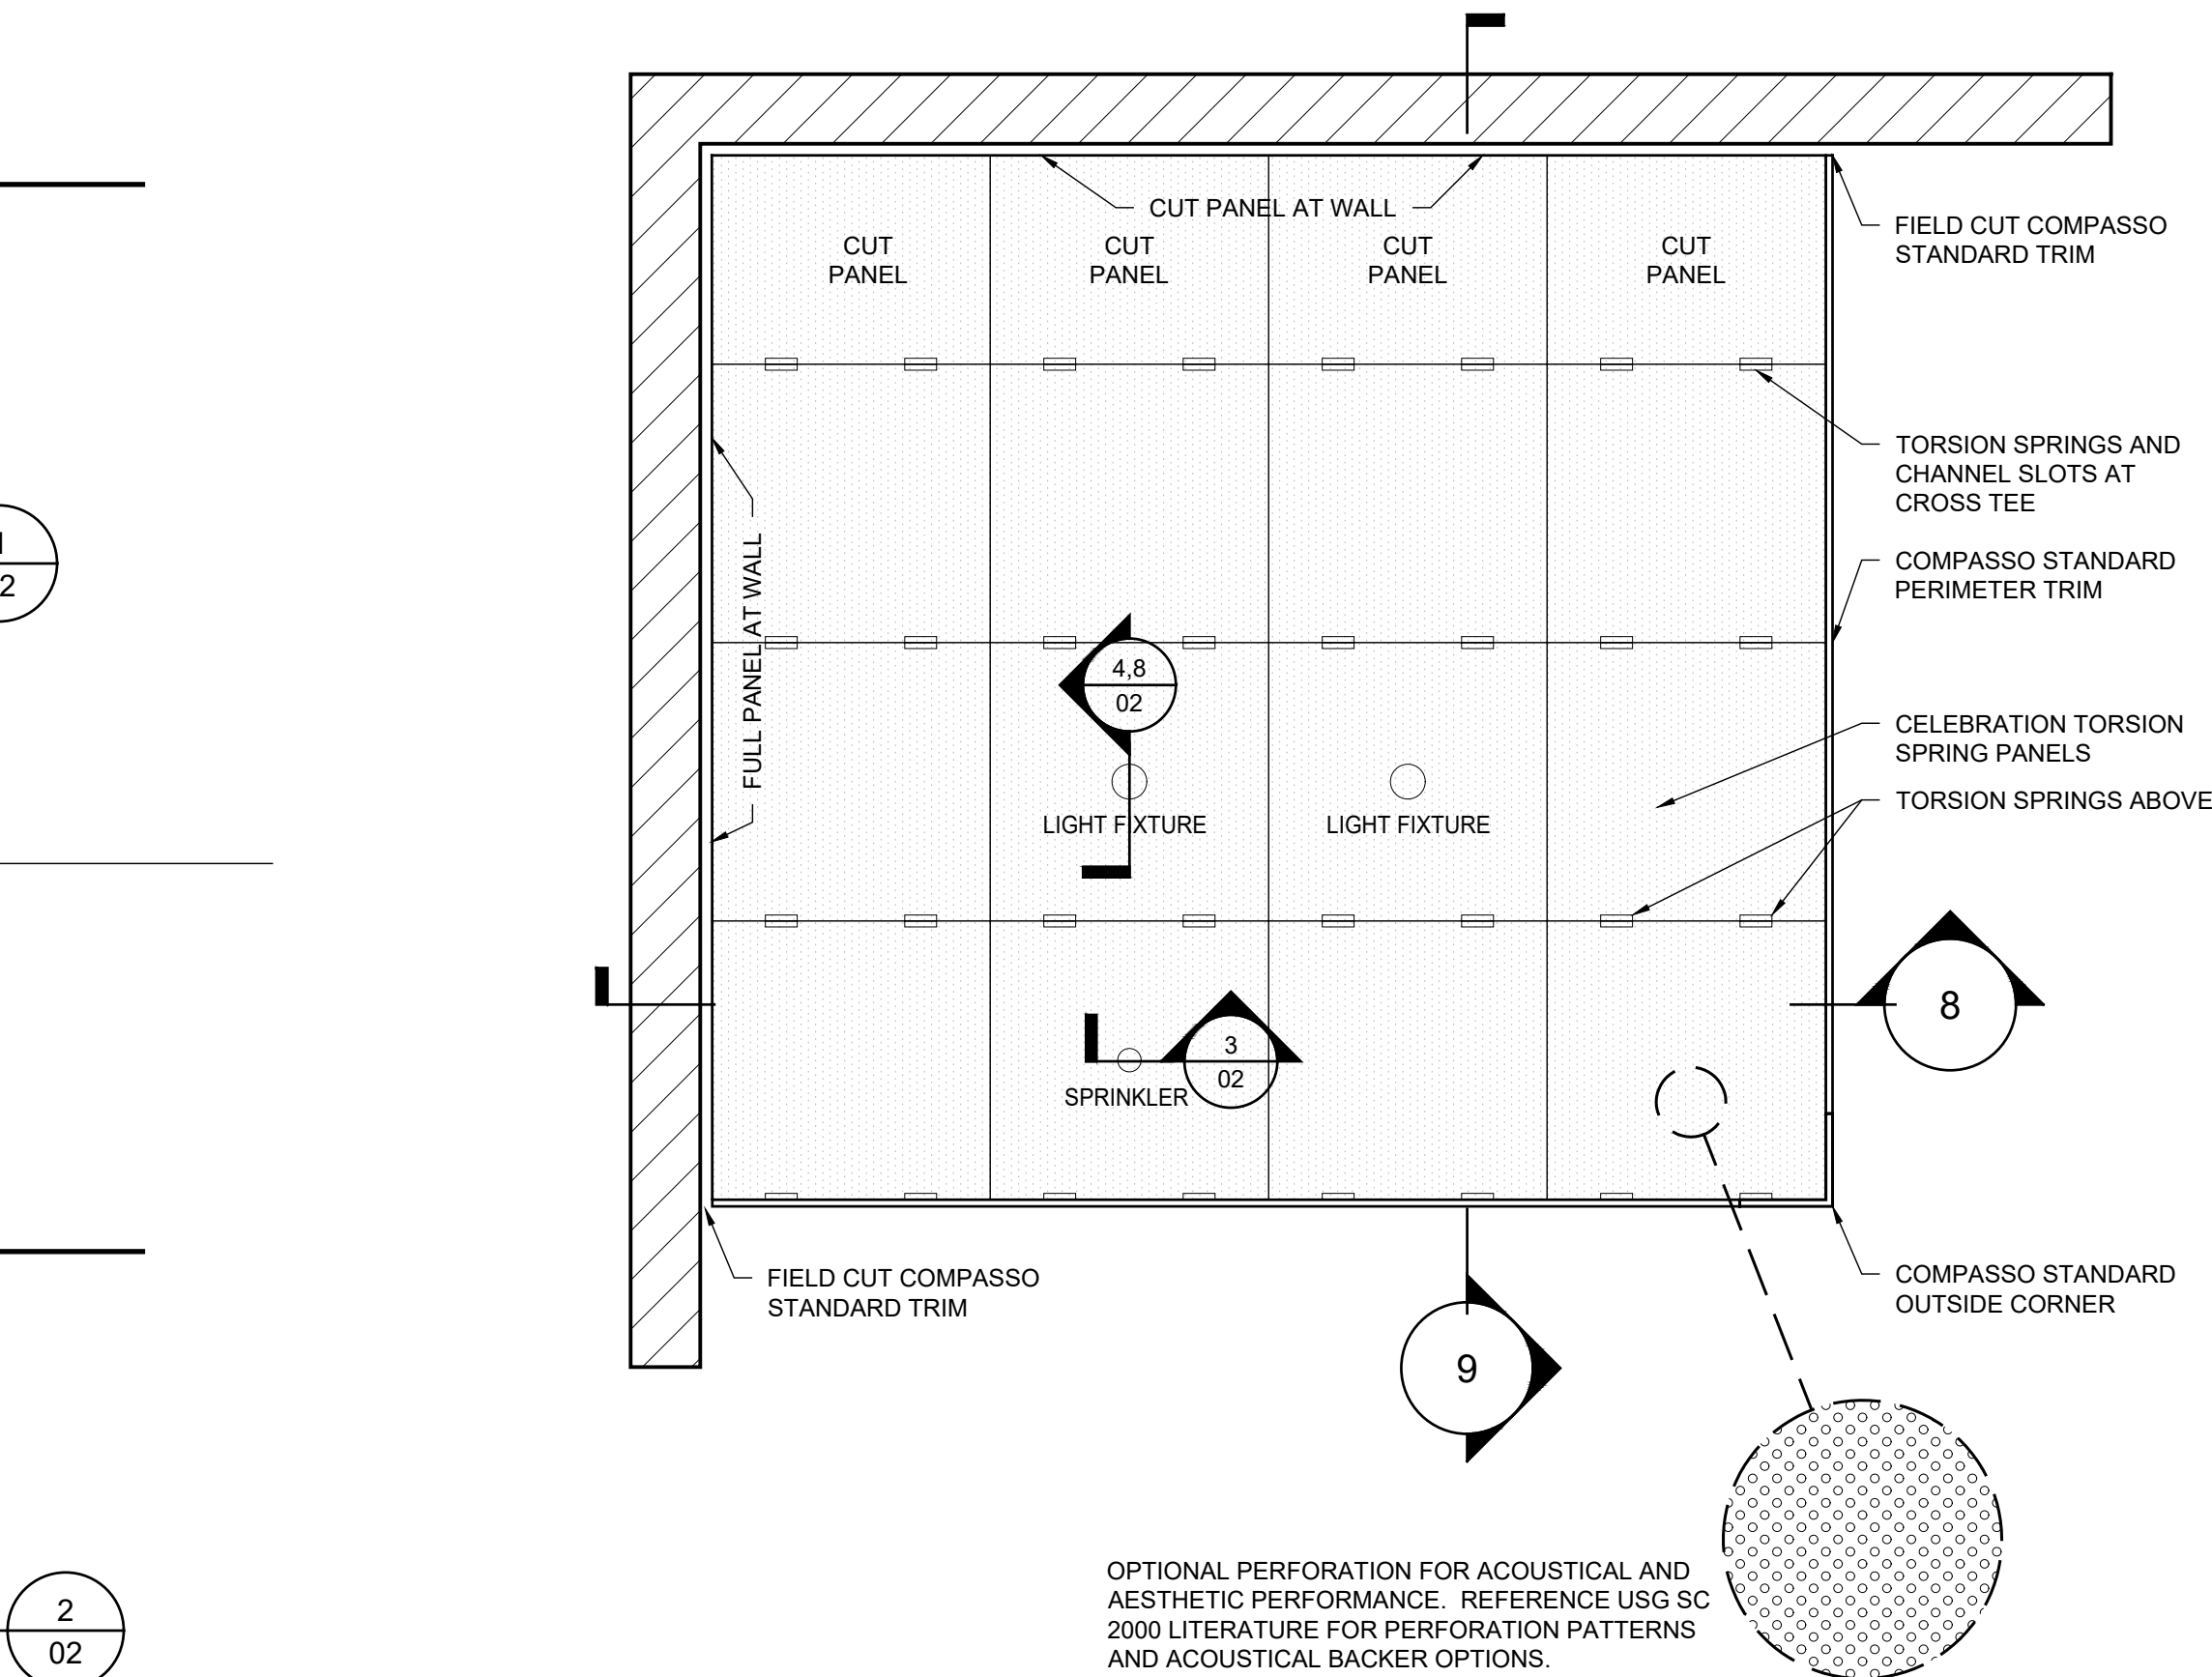 CUT PANEL AT WALL
CUT
PANEL
CUT
PANEL
CUT
PANEL
CUT
PANEL
FIELD CUT COMPASSO
STANDARD TRIM
TORSION SPRINGS AND
CHANNEL SLOTS AT
CROSS TEE
COMPASSO STANDARD
PERIMETER TRIM
FULL PANEL AT WALL
4,8
02
CELEBRATION TORSION
SPRING PANELS
TORSION SPRINGS ABOVE
LIGHT FIXTURE
LIGHT FIXTURE
8
3
02
SPRINKLER
FIELD CUT COMPASSO
STANDARD TRIM
COMPASSO STANDARD
OUTSIDE CORNER
9
OPTIONAL PERFORATION FOR ACOUSTICAL AND
AESTHETIC PERFORMANCE.  REFERENCE USG SC
2000 LITERATURE FOR PERFORATION PATTERNS
AND ACOUSTICAL BACKER OPTIONS.
2
02